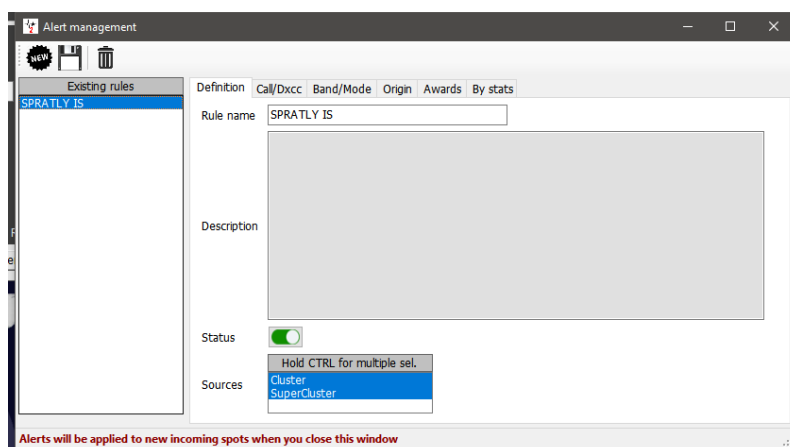 Alert management
NEW
Existing rules
SPRATLY IS
Definition Call/Dxcc Band/Mode Origin Awards By stats
Rule name SPRATLY IS
Description
Status
Hold CTRL for multiple sel.
Sources
Cluster
SuperCluster
Alerts will be applied to new incoming spots when you close this window